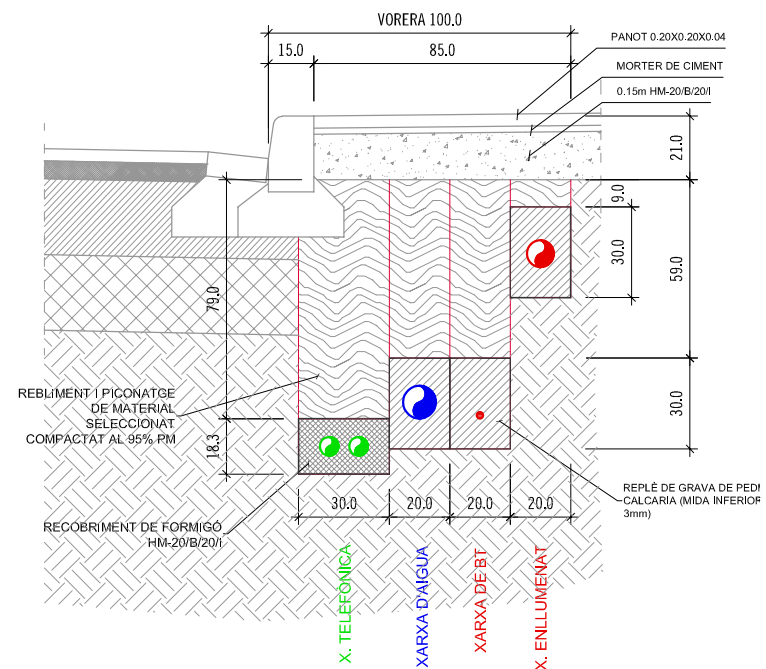 VORERA 100.0
15.0
85.0
PANOT 0.20X0.20X0.04
MORTER DE CIMENT
0.15m HM-20/B/20/I
21.0
9.0
30.0
59.0
79.0
30.0
18.3
REBLIMENT I PICONATGE
DE MATERIAL
SELECCIONAT
COMPACTAT AL 95% PM
RECOBRIMENT DE FORMIGÓ
HM-20/B/20/I
REPLÈ DE GRAVA DE
CALCARIA (MIDA INFERIOR
3mm)
30.0
20.0
20.0
20.0
X. TELEFONICA
XARXA D'AIGUA
XARXA DE BT
X. ENLLUMENAT